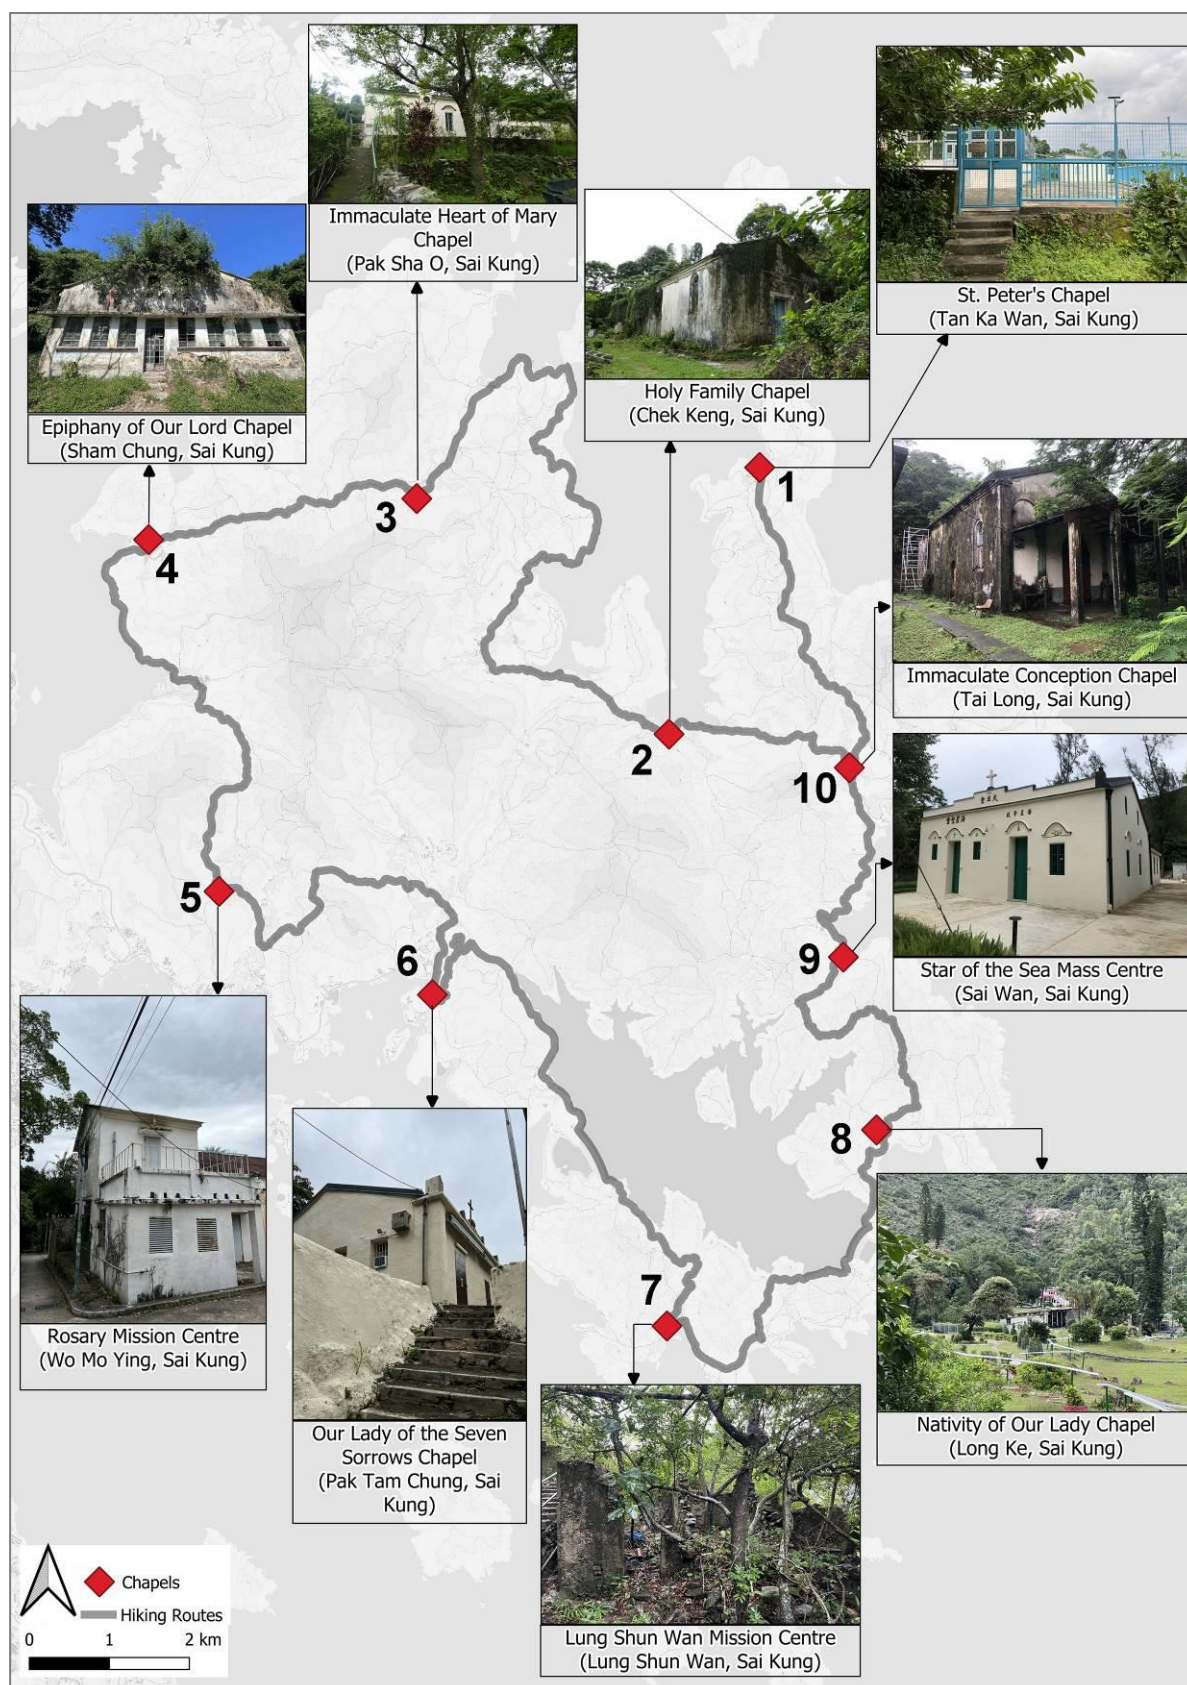 Immaculate Heart of Mary
Chapel
(Pak Sha O, Sai Kung)
St. Peter's Chapel
(Tan Ka Wan, Sai Kung)
Holy Family Chapel
(Chek Keng, Sai Kung)
Epiphany of Our Lord Chapel
(Sham Chung, Sai Kung)
1
3
4
Immaculate Conception Chapel
(Tai Long, Sai Kung)
2
10
5
6
9
Star of the Sea Mass Centre
(Sai Wan, Sai Kung)
8
7
Rosary Mission Centre
(Wo Mo Ying, Sai Kung)
Our Lady of the Seven
Sorrows Chapel
(Pak Tam Chung, Sai
Kung)
Nativity of Our Lady Chapel
(Long Ke, Sai Kung)
Lung Shun Wan Mission Centre
(Lung Shun Wan, Sai Kung)
Chapels
Hiking Routes
0 1 2 km